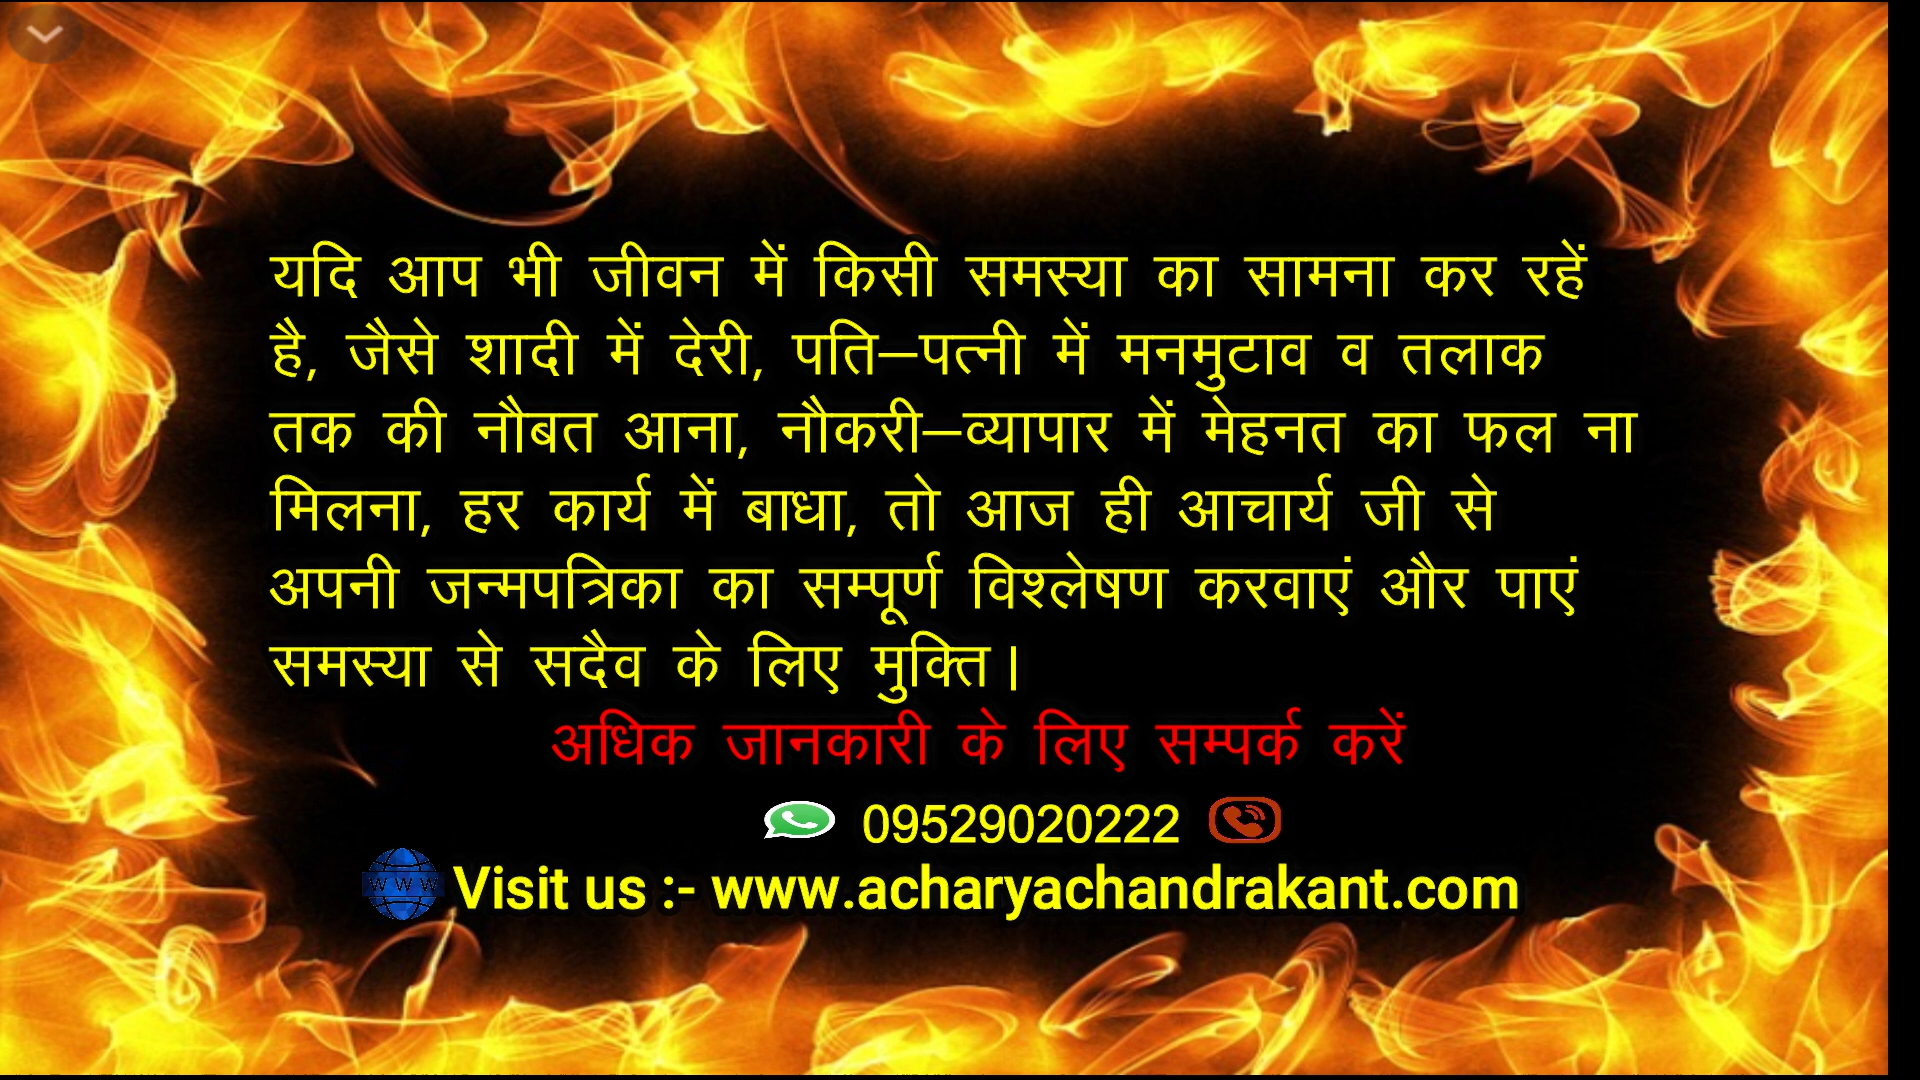 यदि आप भी जीवन में किसी समस्या का सामना कर रहें
है, जैसे शादी में देरी, पति–पत्नी में मनमुटाव व तलाक
तक की नौबत आना, नौकरी–व्यापार में मेहनत का फल ना
मिलना, हर कार्य में बाधा, तो आज ही आचार्य जी से
अपनी जन्मपत्रिका का सम्पूर्ण विश्लेषण करवाएं और पाएं
समस्या से सदैव के लिए मुक्ति।
अधिक जानकारी के लिए सम्पर्क करें
09529020222
W W W Visit us :- www.acharyachandrakant.com